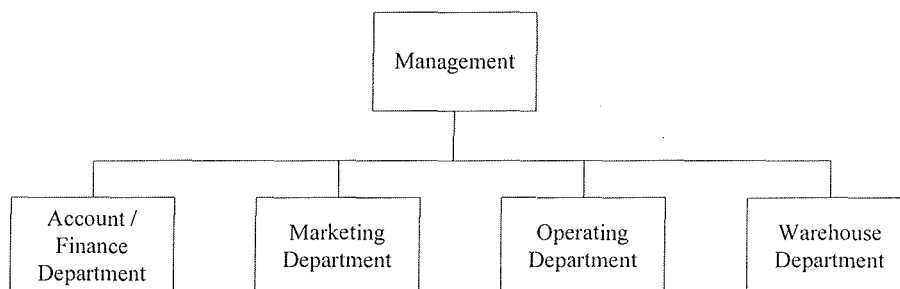 Management
Account /
Finance
Department
Marketing
Department
Operating
Department
Warehouse
Department